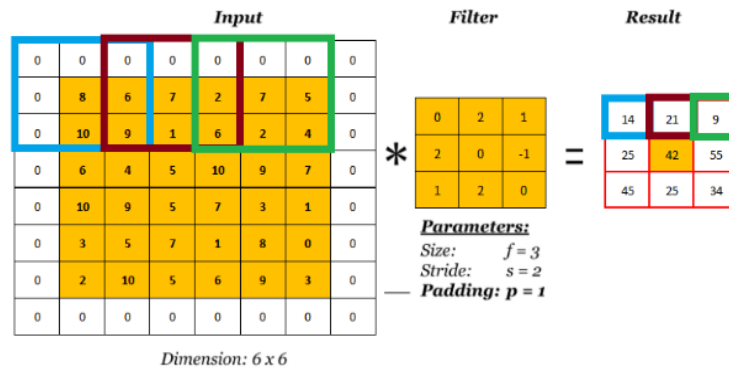 Input Filter Result
0 0 0 0 0 0 0 0
0 8 6 7 2 7 5 0
0 10 9 1 6 2 4 0
0 6 4 5 10 9 7 0
0 10 9 5 7 3 1 0
0 3 5 7 1 8 0 0
0 2 10 5 6 9 3 0
0 0 0 0 0 0 0 0
Dimension: 6 x 6
*
0 2 1
2 0 -1
1 2 0
Parameters:
Size: f = 3
Stride: s = 2
Padding: p = 1
=
14 21 9
25 42 55
45 25 34